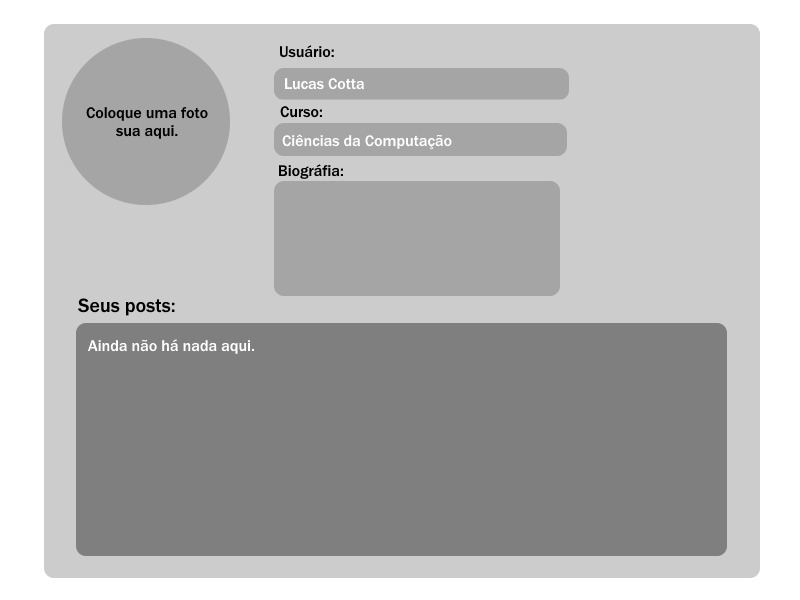 Coloque uma foto
sua aqui.
Usuário:
Lucas Cotta
Curso:
Ciências da Computação
Biográfia:
Seus posts:
Ainda não há nada aqui.